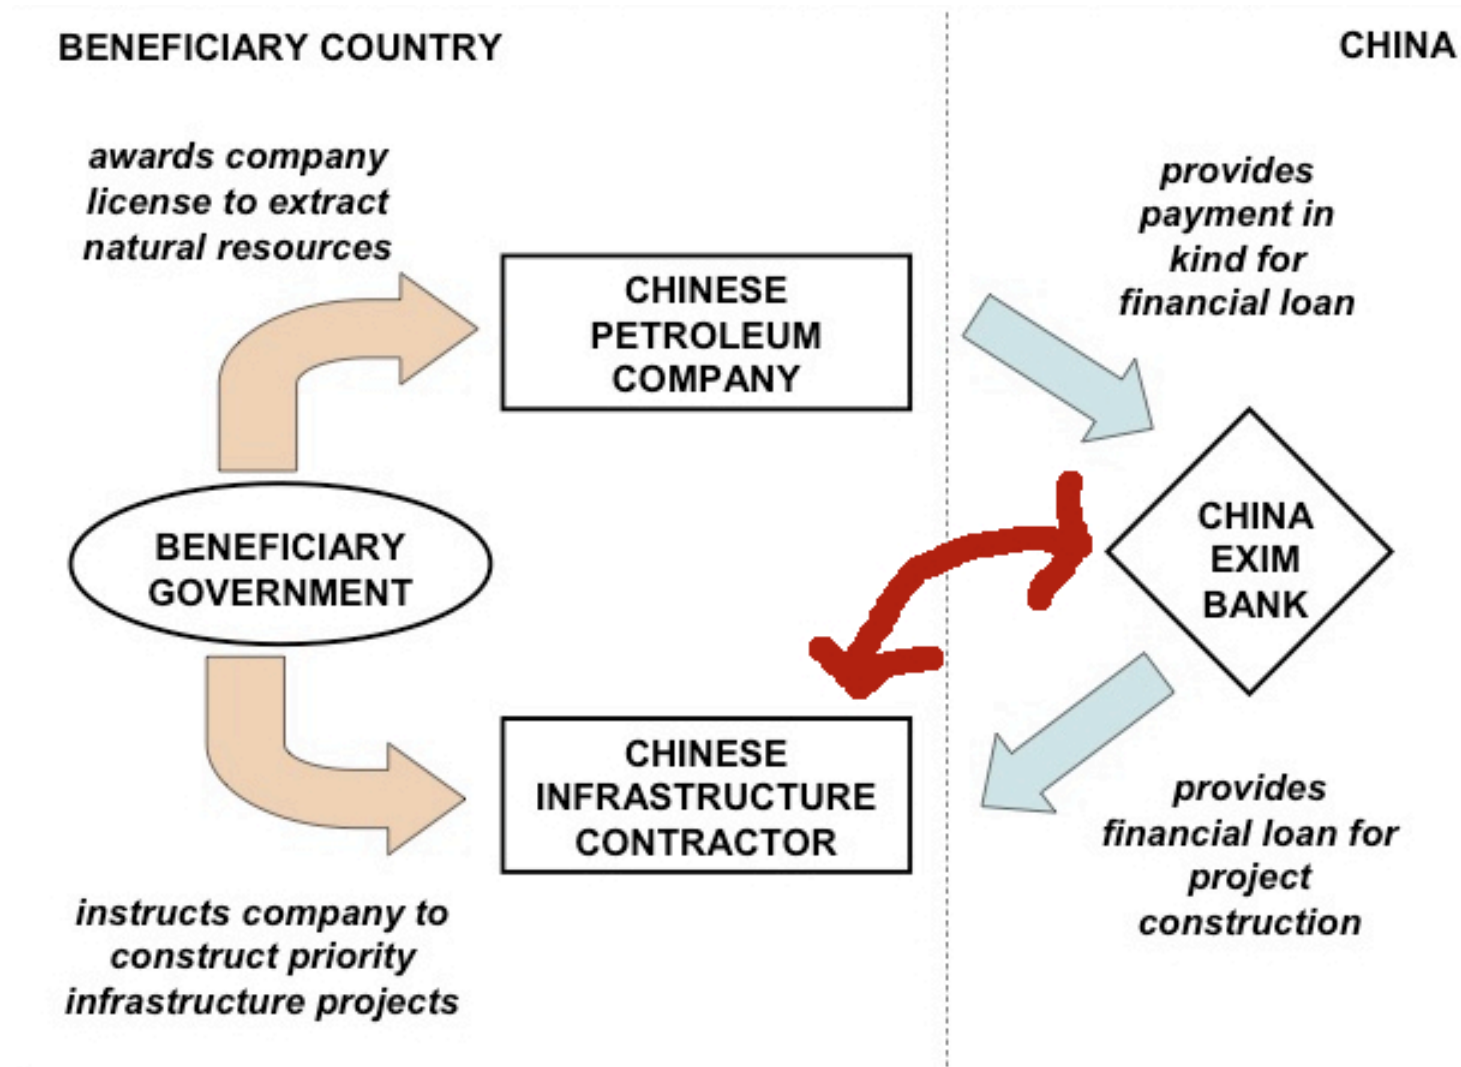 BENEFICIARY COUNTRY
CHINA
awards company
license to extract
natural resources
provides
payment in
kind for
financial loan
CHINESE
PETROLEUM
COMPANY
BENEFICIARY
GOVERNMENT
CHINA
EXIM
BANK
CHINESE
INFRASTRUCTURE
CONTRACTOR
provides
financial loan for
project
construction
instructs company to
construct priority
infrastructure projects